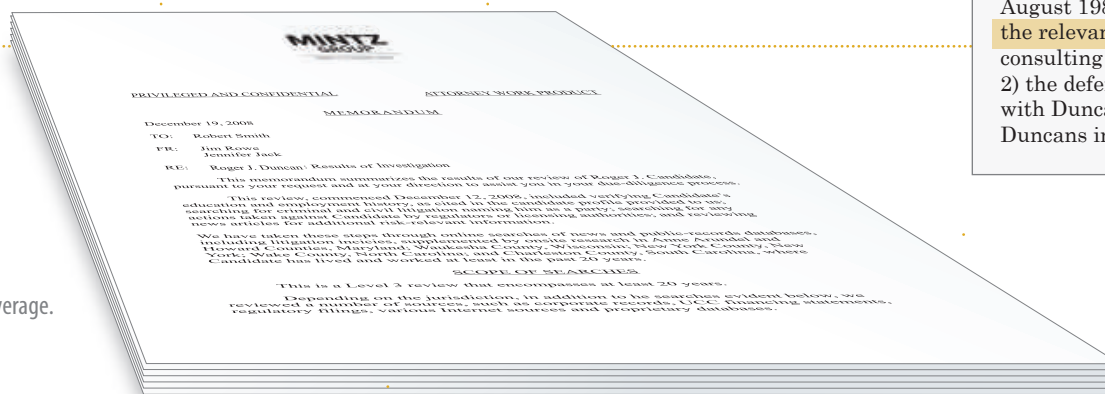 MINTZ
GROUP
PRIVILEGED AND CONFIDENTIAL ATTORNEY WORK PRODUCT
MEMORANDUM
December 19, 2008
TO: Robert Smith
FR: Jim Rowe
Jennifer Jack
RE: Roger J. Duncan: Results of Investigation
This memorandum summarizes the results of our review of Roger J. Candidate,
pursuant to your request and at your direction to assist you in your due-diligence process.
This review, commenced December 12, 2008, included verifying Candidate's
education and employment history, as cited in the candidate profile provided to us,
searching for criminal and civil litigation naming him as a party; searching for any
actions taken against Candidate by regulators or licensing authorities, and reviewing
news articles for additional risk-relevant information.
We have taken these steps through online searches of news and public-records databases,
including litigation incicies, supplemented by onsite research in Anne Arundel and
Howard Counties, Maryland; Waukesha County, Wisconsin; New York County, New
York; Wake County, North Carolina; and Charleston County, South Carolina, where
Candidate has lived and worked at least in the past 20 years.
SCOPE OF SEARCHES
This is a Level 3 review that encompasses at least 20 years.
Depending on the jurisdiction, in addition to he searches evident below, we
reviewed a number of sources, such as corporate records, UCC financing statements,
regulatory filings, various Internet sources and proprietary databases.
verage.
August 198
the relevan
consulting
2) the defe
with Dunca
Duncans in